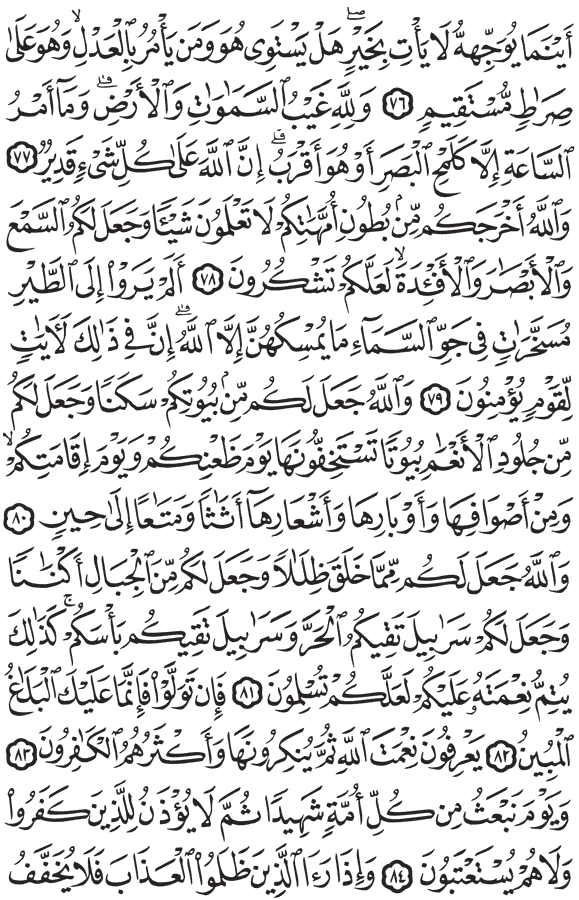 أَيْنَمَا يُوَجِّههُّ لَا يَأْتِ بِخَيْرٍۖ هَلْ يَسْتَوِى هُوَ وَمَن يَأْمُرُ بِالْعَدْلِۙ وَهُوَ عَلَىٰ
صِرَٰطٍ مُّسْتَقِيمٍ ٧٦ وَلِلَّهِ غَيْبُ السَّمَٰوَٰتِ وَالْأَرْضِۚ وَمَآ أَمْرُ
السَّاعَةِ إِلَّا كَلَمْحِ الْبَصَرِ أَوْ هُوَ أَقْرَبُۚ إِنَّ اللَّهَ عَلَىٰ كُلِّ شَىْءٍ قَدِيرٌ ٧٧
وَاللَّهُ أَخْرَجَكُم مِّنۢ بُطُونِ أُمَّهَٰتِكُمْ لَا تَعْلَمُونَ شَيْـًٔا وَجَعَلَ لَكُمُ السَّمْعَ
وَالْأَبْصَٰرَ وَالْأَفْـِٔدَةَۙ لَعَلَّكُمْ تَشْكُرُونَ ٧٨ أَلَمْ يَرَوْا إِلَى الطَّيْرِ
مُسَخَّرَٰتٍ فِى جَوِّ السَّمَآءِ مَا يُمْسِكُهُنَّ إِلَّا اللَّهُۚ إِنَّ فِى ذَٰلِكَ لَـَٔايَٰتٍ
لِّقَوْمٍ يُؤْمِنُونَ ٧٩ وَاللَّهُ جَعَلَ لَكُم مِّنۢ بُيُوتِكُمْ سَكَنًا وَجَعَلَ لَكُم
مِّن جُلُودِ الْأَنْعَٰمِ بُيُوتًا تَسْتَخِفُّونَهَا يَوْمَ ظَعْنِكُمْ وَيَوْمَ إِقَامَتِكُمْۙ
وَمِنْ أَصْوَافِهَا وَأَوْبَارِهَا وَأَشْعَارِهَآ أَثَٰثًا وَمَتَٰعًا إِلَىٰ حِينٍ ٨٠
وَاللَّهُ جَعَلَ لَكُم مِّمَّا خَلَقَ ظِلَٰلًا وَجَعَلَ لَكُم مِّنَ الْجِبَالِ أَكْنَٰنًا
وَجَعَلَ لَكُمْ سَرَٰبِيلَ تَقِيكُمُ الْحَرَّ وَسَرَٰبِيلَ تَقِيكُم بَأْسَكُمْۚ كَذَٰلِكَ
يُتِمُّ نِعْمَتَهُۥ عَلَيْكُمْ لَعَلَّكُمْ تُسْلِمُونَ ٨١ فَإِن تَوَلَّوْا فَإِنَّمَا عَلَيْكَ الْبَلَٰغُ
الْمُبِينُ ٨٢ يَعْرِفُونَ نِعْمَتَ اللَّهِ ثُمَّ يُنكِرُونَهَا وَأَكْثَرُهُمُ الْكَٰفِرُونَ ٨٣
وَيَوْمَ نَبْعَثُ مِن كُلِّ أُمَّةٍ شَهِيدًا ثُمَّ لَا يُؤْذَنُ لِلَّذِينَ كَفَرُوا
وَلَا هُمْ يُسْتَعْتَبُونَ ٨٤ وَإِذَا رَءَا الَّذِينَ ظَلَمُوا الْعَذَابَ فَلَا يُخَفَّفُ